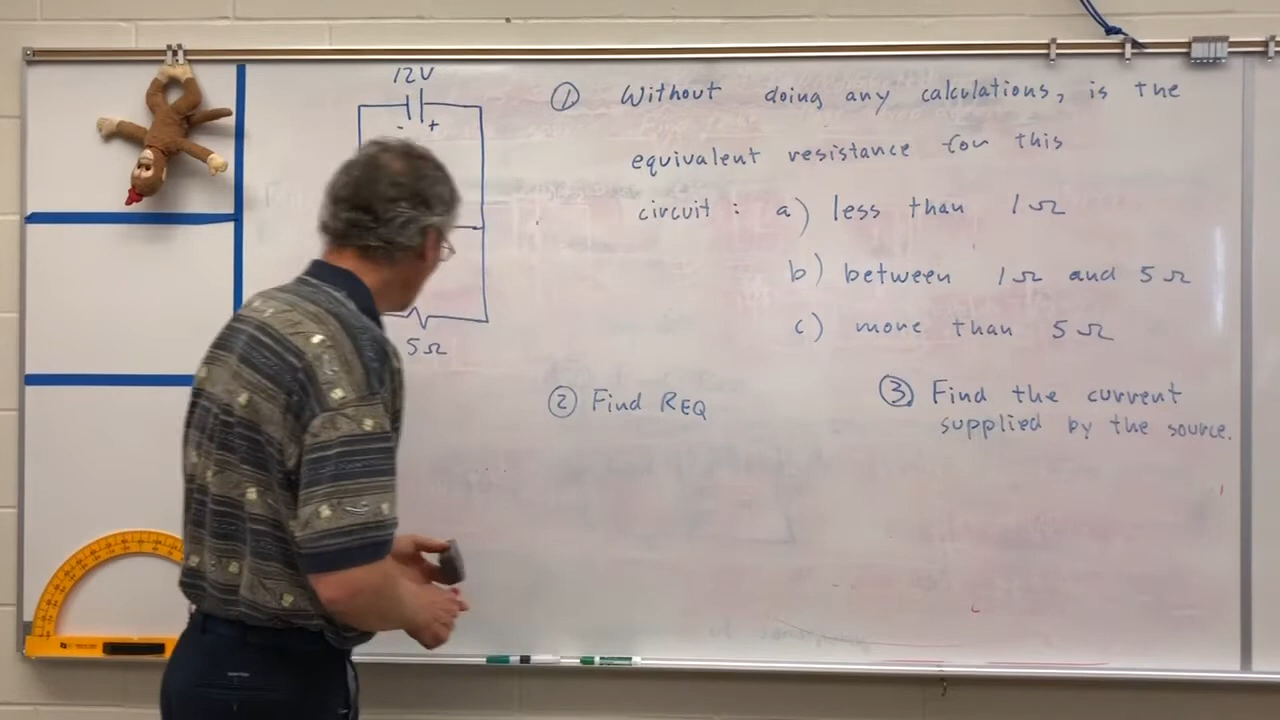 12V
- +
5Ω
① Without doing any calculations, is the
equivalent resistance for this
circuit : a) less than 1Ω
b) between 1Ω and 5Ω
c) more than 5Ω
② Find REQ
③ Find the current
supplied by the source.